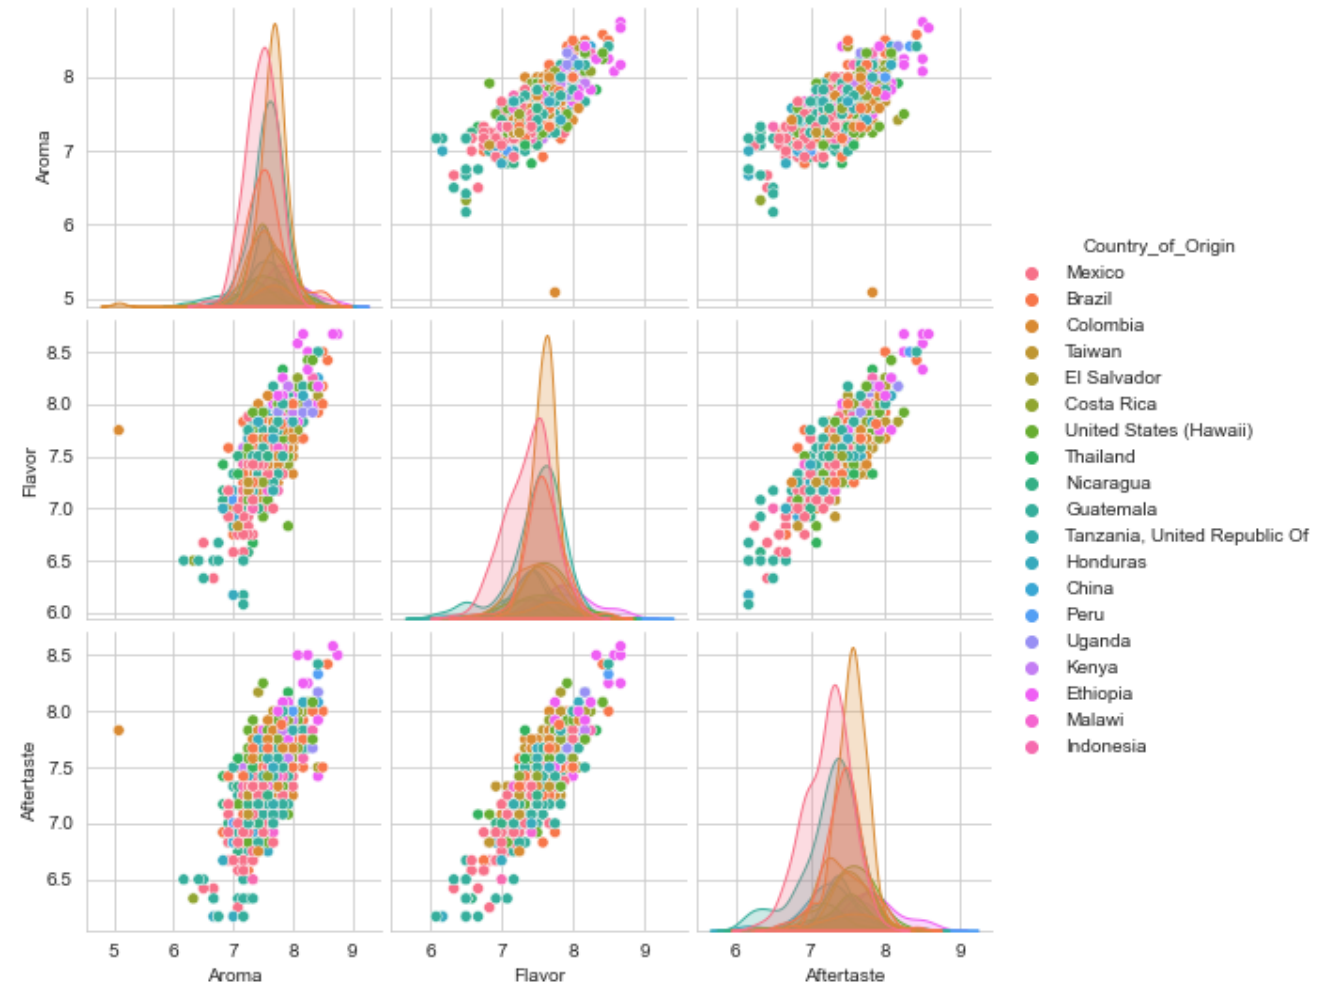 8
7
6
5
Aroma
8.5
8.0
7.5
7.0
6.5
6.0
Flavor
8.5
8.0
7.5
7.0
6.5
Aftertaste
5 6 7 8 9
Aroma
6 7 8 9
Flavor
6 7 8 9
Aftertaste
Country_of_Origin
Mexico
Brazil
Colombia
Taiwan
El Salvador
Costa Rica
United States (Hawaii)
Thailand
Nicaragua
Guatemala
Tanzania, United Republic Of
Honduras
China
Peru
Uganda
Kenya
Ethiopia
Malawi
Indonesia